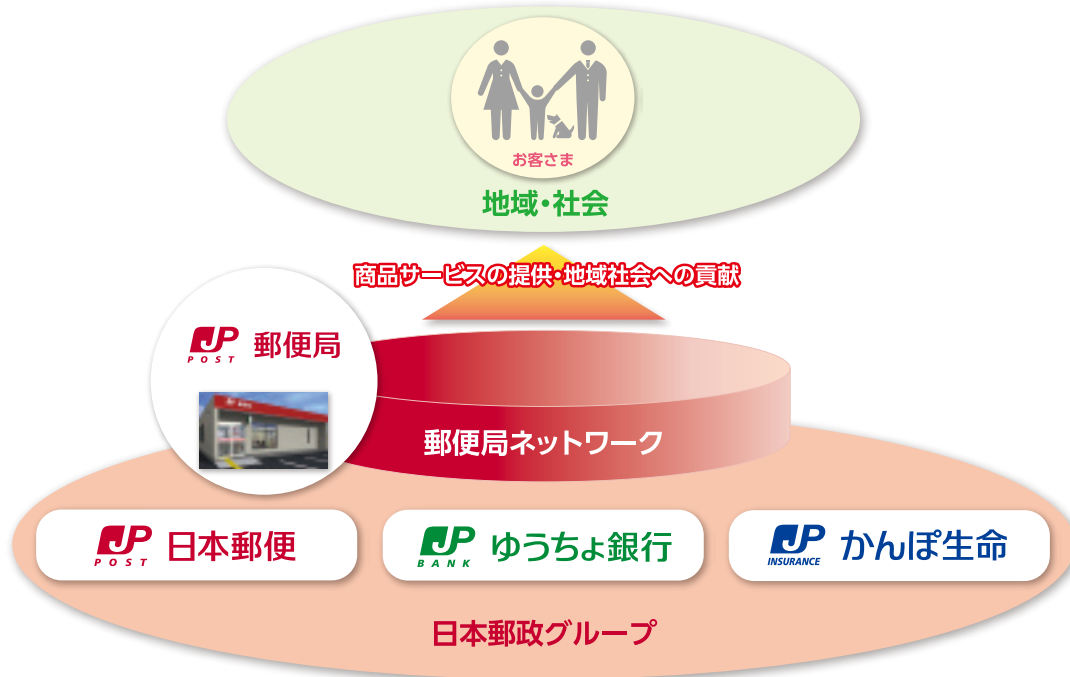 お客さま
地域・社会
商品サービスの提供・地域社会への貢献
JP POST 郵便局
郵便局ネットワーク
JP POST 日本郵便
JP BANK ゆうちょ銀行
JP INSURANCE かんぽ生命
日本郵政グループ